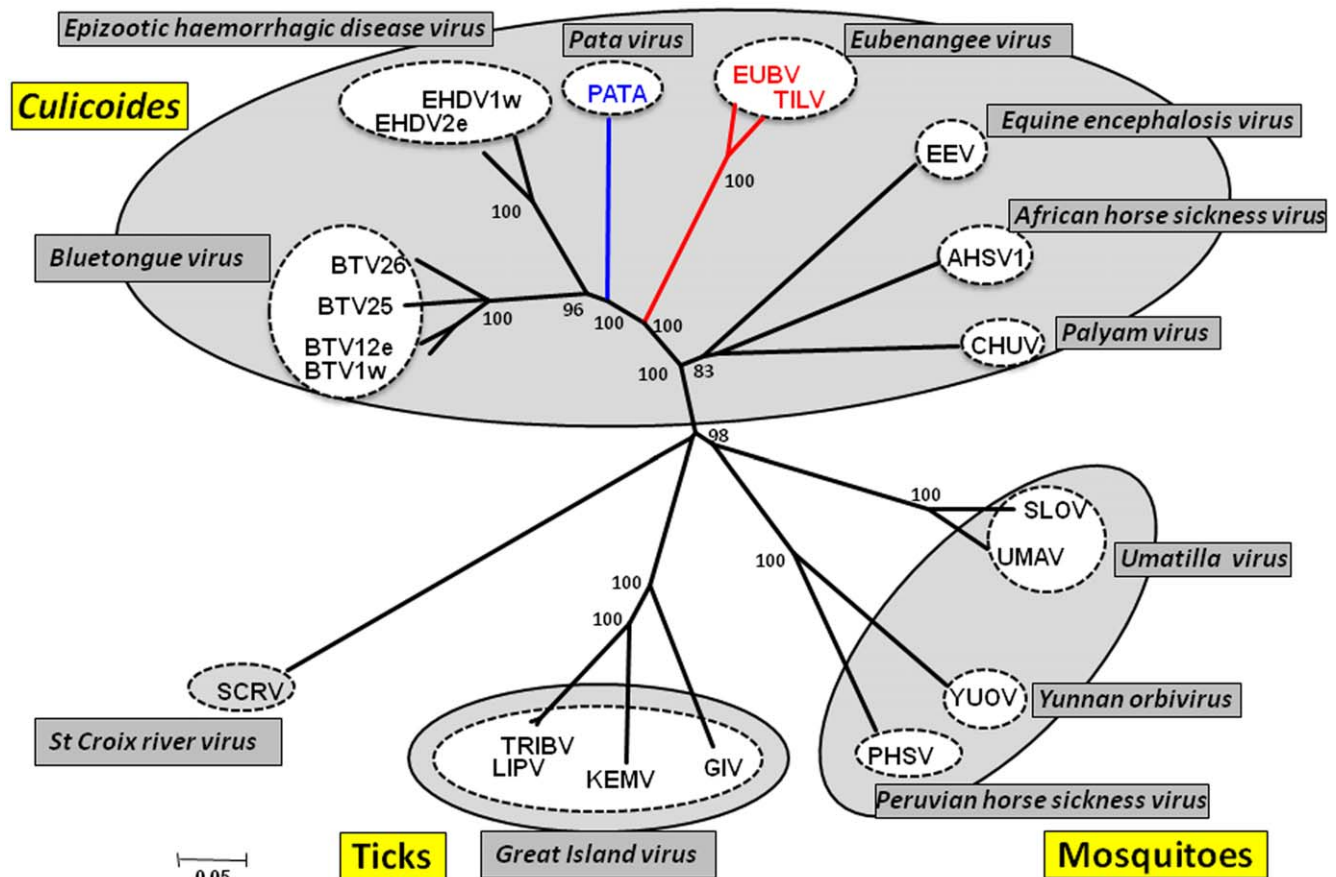 Epizootic haemorrhagic disease virus
Pata virus
Eubenangee virus
Culicoides
EHDV1w
EHDV2e
PATA
EUBV
TILV
Equine encephalosis virus
EEV
100
100
African horse sickness virus
AHSV1
Bluetongue virus
BTV26
BTV25
BTV12e
BTV1w
100
96
100
100
Palyam virus
CHUV
100
83
98
100
SLOV
UMAV
Umatilla virus
100
100
100
SCRV
St Croix river virus
YUOV
Yunnan orbivirus
PHSV
Peruvian horse sickness virus
TRIBV
LIPV
KEMV
GIV
Ticks
Great Island virus
Mosquitoes
0.05